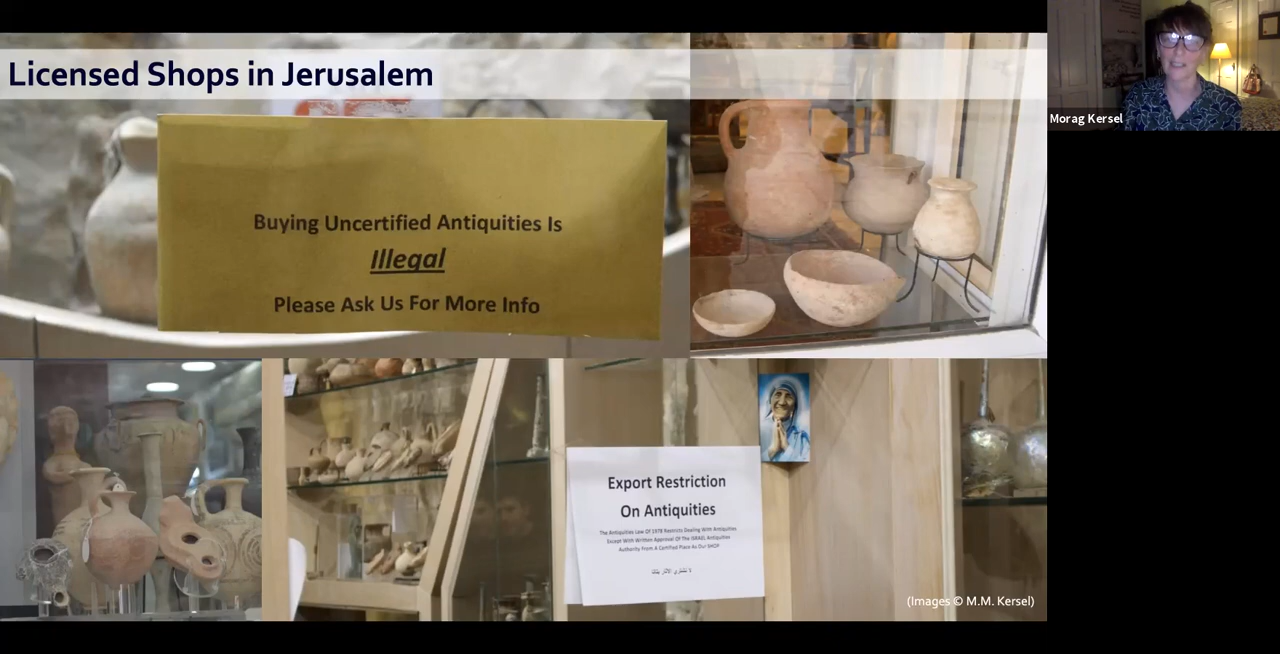 Licensed Shops in Jerusalem
Morag Kersel
Buying Uncertified Antiquities Is
Illegal
Please Ask Us For More Info
Export Restriction
On Antiquities
The Antiquities Law Of 1978 Restricts Dealing With Antiquities
Except With Written Approval Of The ISRAEL Antiquities
Authority From A Certified Place As Our SHOP
(Images © M.M. Kersel)